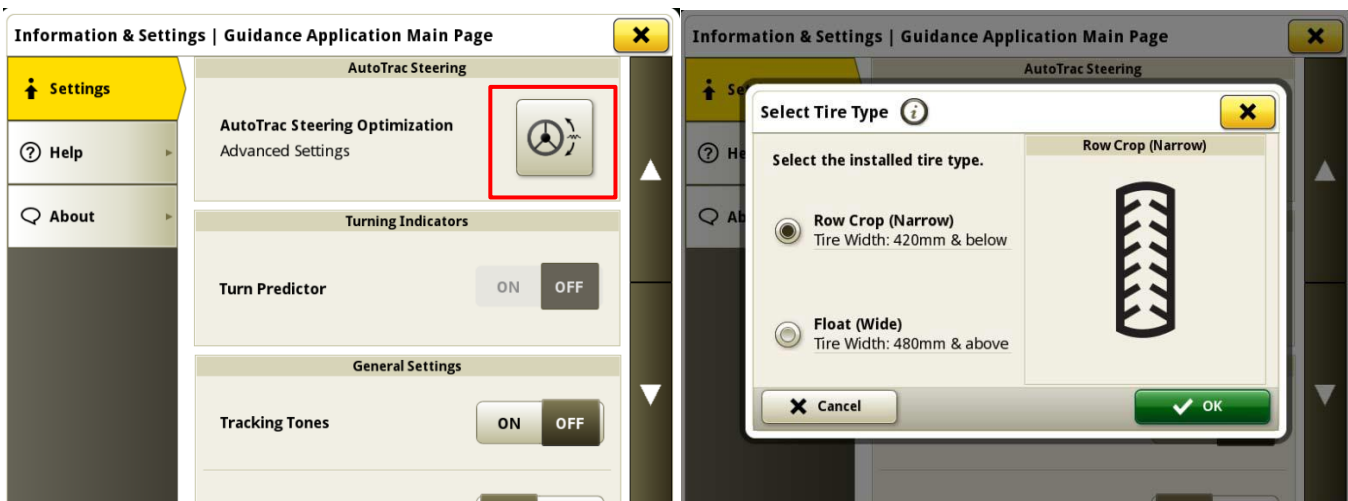 Information & Settings | Guidance Application Main Page
Settings
Help
About
AutoTrac Steering
AutoTrac Steering Optimization
Advanced Settings
Turning Indicators
Turn Predictor
ON OFF
General Settings
Tracking Tones
ON OFF
Information & Settings | Guidance Application Main Page
AutoTrac Steering
Se
He
Ab
Select Tire Type
Select the installed tire type.
Row Crop (Narrow)
Tire Width: 420mm & below
Float (Wide)
Tire Width: 480mm & above
Row Crop (Narrow)
Cancel
OK